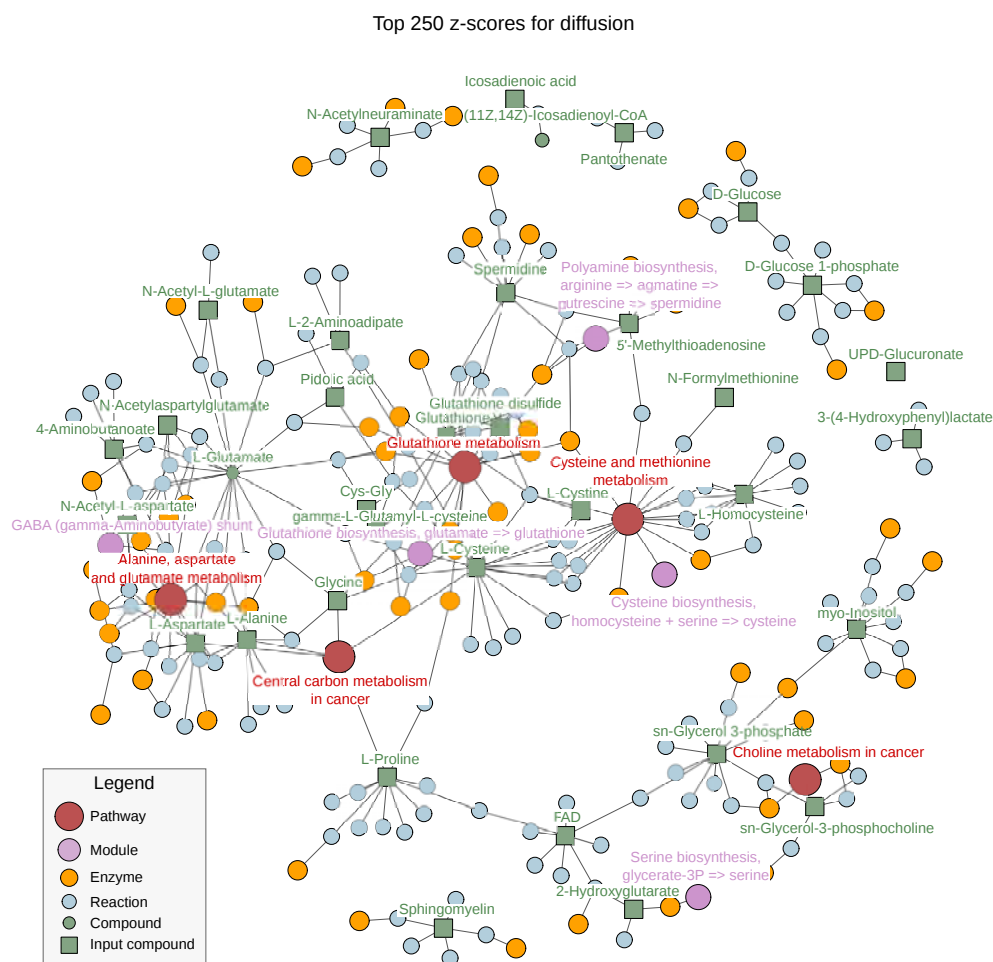 Top 250 z-scores for diffusion
Icosadienoic acid
N-Acetylneuraminate
(11Z,14Z)-Icosadienoyl-CoA
Pantothenate
D-Glucose
Spermidine
Polyamine biosynthesis,
arginine => agmatine =>
putrescine => spermidine
D-Glucose 1-phosphate
N-Acetyl-L-glutamate
L-2-Aminoadipate
5'-Methylthioadenosine
UPD-Glucuronate
Pidolic acid
N-Formylmethionine
N-Acetylaspartylglutamate
Glutathione disulfide
Glutathione
3-(4-Hydroxyphenyl)lactate
4-Aminobutanoate
Glutathione metabolism
L-Glutamate
Cysteine and methionine
metabolism
Cys-Gly
L-Cystine
N-Acetyl-L-aspartate
gamma-L-Glutamyl-L-cysteine
L-Homocysteine
GABA (gamma-Aminobutyrate) shunt
Glutathione biosynthesis, glutamate => glutathione
L-Cysteine
Alanine, aspartate
and glutamate metabolism
Glycine
Cysteine biosynthesis,
homocysteine + serine => cysteine
myo-Inositol
L-Aspartate
L-Alanine
Central carbon metabolism
in cancer
sn-Glycerol 3-phosphate
Choline metabolism in cancer
L-Proline
sn-Glycerol-3-phosphocholine
FAD
Serine biosynthesis,
glycerate-3P => serine
2-Hydroxyglutarate
Sphingomyelin
Legend
Pathway
Module
Enzyme
Reaction
Compound
Input compound